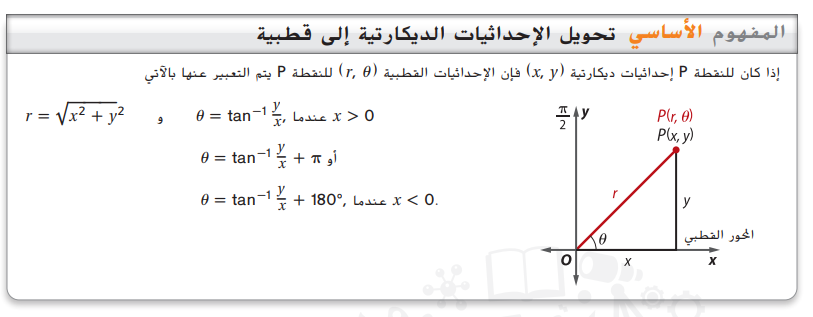 المفهوم الأساسي تحويل الإحداثيات الديكارتية إلى قطبية
إذا كان للنقطة P إحداثيات ديكارتية (x, y) فإن الإحداثيات القطبية (r, θ) للنقطة P يتم التعبير عنها بالآتي
r = √x² + y² و θ = tan⁻¹ y/x, عندما x > 0
θ = tan⁻¹ y/x + π أو
θ = tan⁻¹ y/x + 180°, عندما x < 0.
π/2 y
P(r, θ)
P(x, y)
r
y
θ
المحور القطبي
O x x